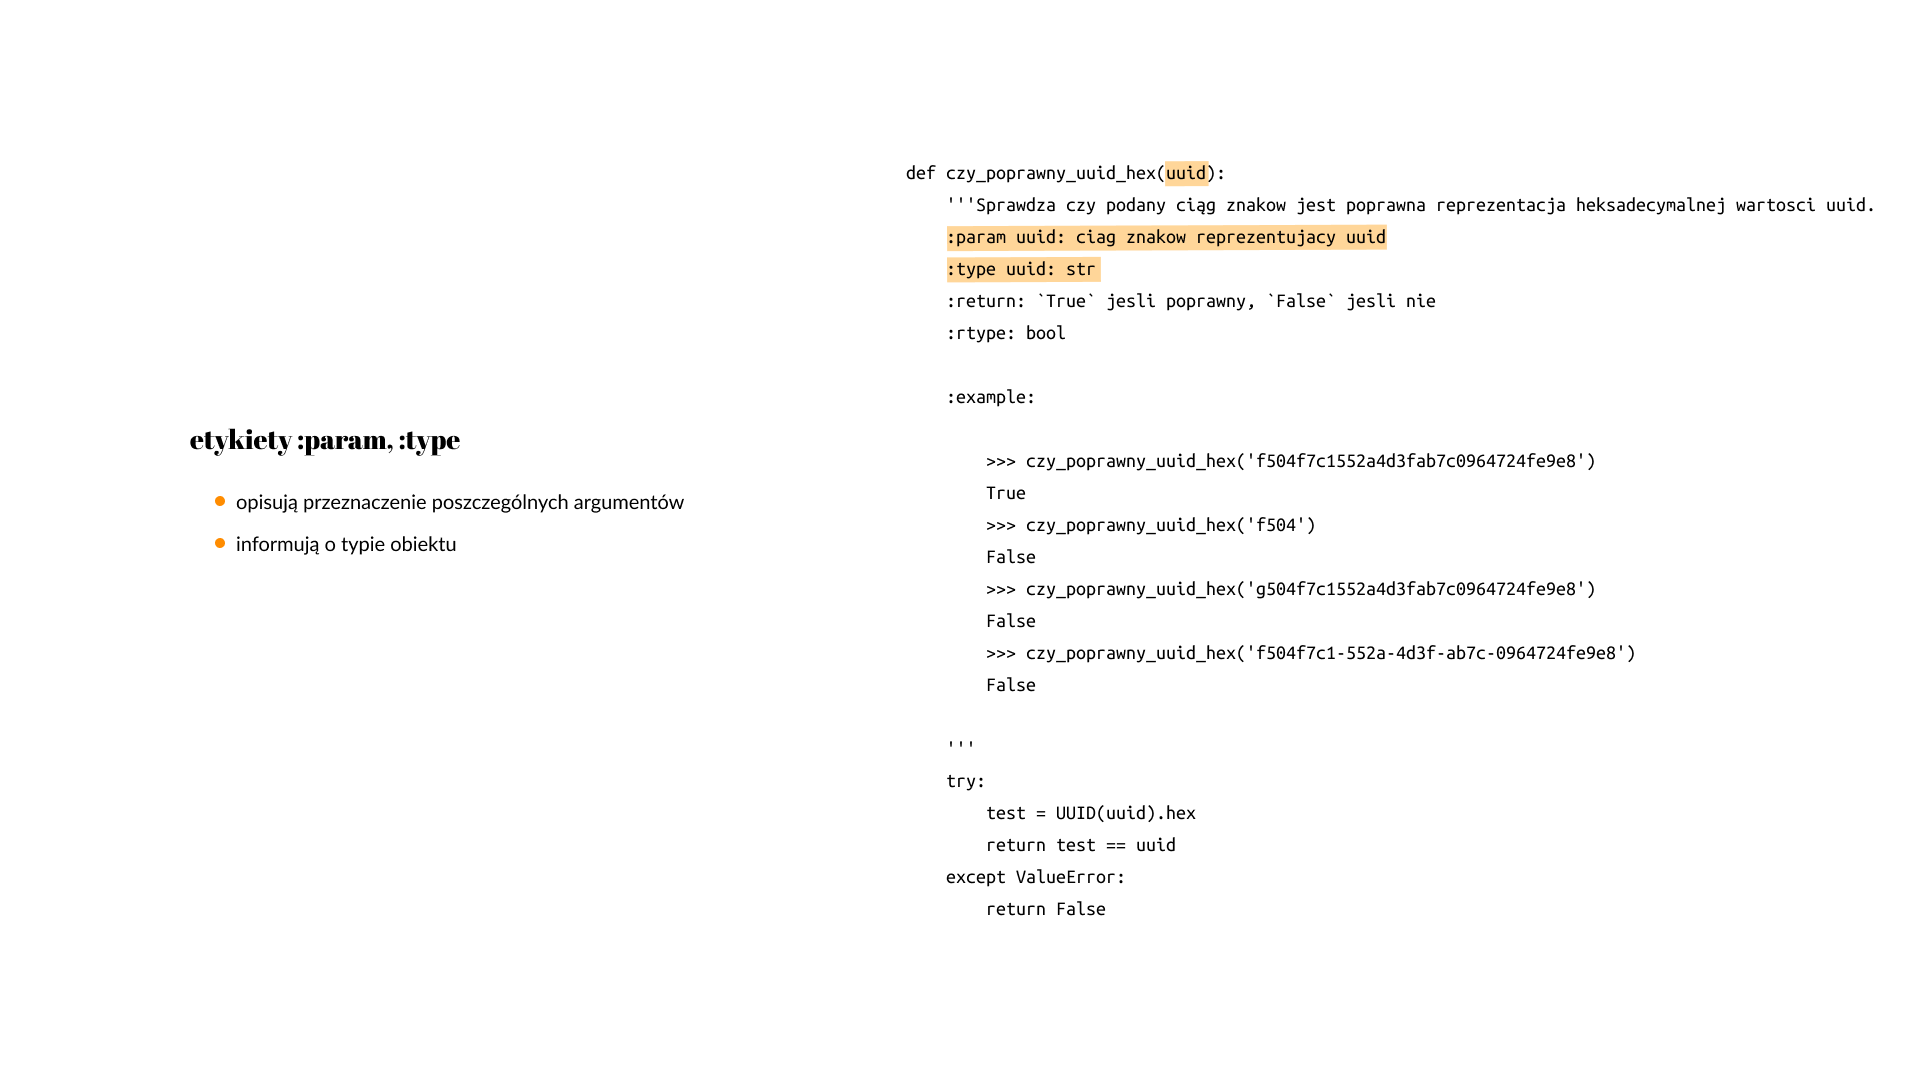 etykiety :param, :type
opisują przeznaczenie poszczególnych argumentów
informują o typie obiektu
def czy_poprawny_uuid_hex(uuid):
    '''Sprawdza czy podany ciąg znakow jest poprawna reprezentacja heksadecymalnej wartosci uuid.
    :param uuid: ciag znakow reprezentujacy uuid
    :type uuid: str
    :return: `True` jesli poprawny, `False` jesli nie
    :rtype: bool
    :example:
        >>> czy_poprawny_uuid_hex('f504f7c1552a4d3fab7c0964724fe9e8')
        True
        >>> czy_poprawny_uuid_hex('f504')
        False
        >>> czy_poprawny_uuid_hex('g504f7c1552a4d3fab7c0964724fe9e8')
        False
        >>> czy_poprawny_uuid_hex('f504f7c1-552a-4d3f-ab7c-0964724fe9e8')
        False
    '''
    try:
        test = UUID(uuid).hex
        return test == uuid
    except ValueError:
        return False